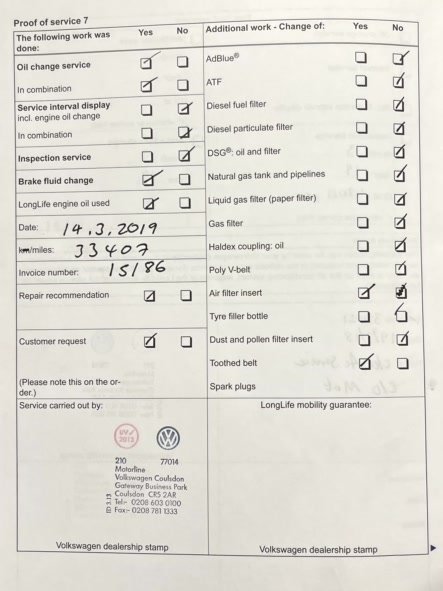 Proof of service 7
The following work was done: Yes No
Oil change service
In combination
Service interval display
incl. engine oil change
In combination
Inspection service
Brake fluid change
LongLife engine oil used
Date: 14.3.2019
km/miles: 33407
Invoice number: 15186
Repair recommendation
Customer request
(Please note this on the or-
der.)
Service carried out by:
UVV
2013
210 77014
Motorline
Volkswagen Coulsdon
Gateway Business Park
Coulsdon CR5 2AR
Tel:- 0208 603 0100
Fax:- 0208 781 1333
Volkswagen dealership stamp
Additional work - Change of: Yes No
AdBlue®
ATF
Diesel fuel filter
Diesel particulate filter
DSG®: oil and filter
Natural gas tank and pipelines
Liquid gas filter (paper filter)
Gas filter
Haldex coupling: oil
Poly V-belt
Air filter insert
Tyre filler bottle
Dust and pollen filter insert
Toothed belt
Spark plugs
LongLife mobility guarantee:
Volkswagen dealership stamp